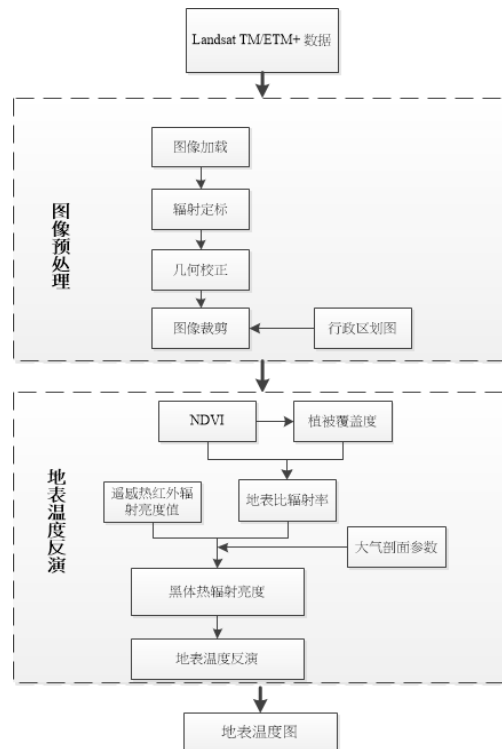 Landsat TM/ETM+ 数据
图像预处理
图像加载
辐射定标
几何校正
图像裁剪
行政区划图
地表温度反演
NDVI
植被覆盖度
遥感热红外辐
射亮度值
地表比辐射率
大气剖面参数
黑体热辐射亮度
地表温度反演
地表温度图